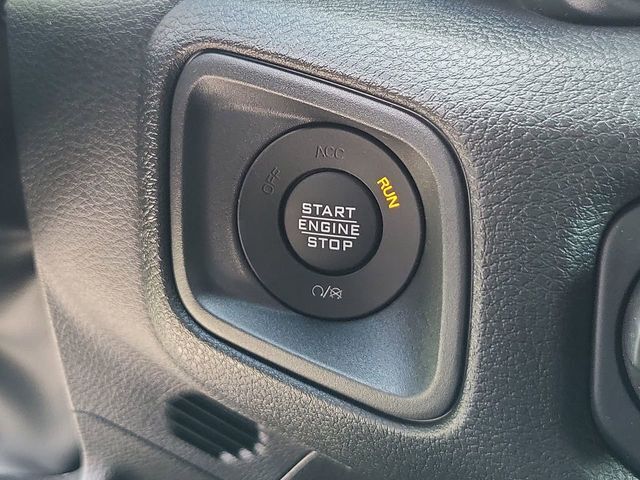 OFF
ACC
RUN
START
ENGINE
STOP